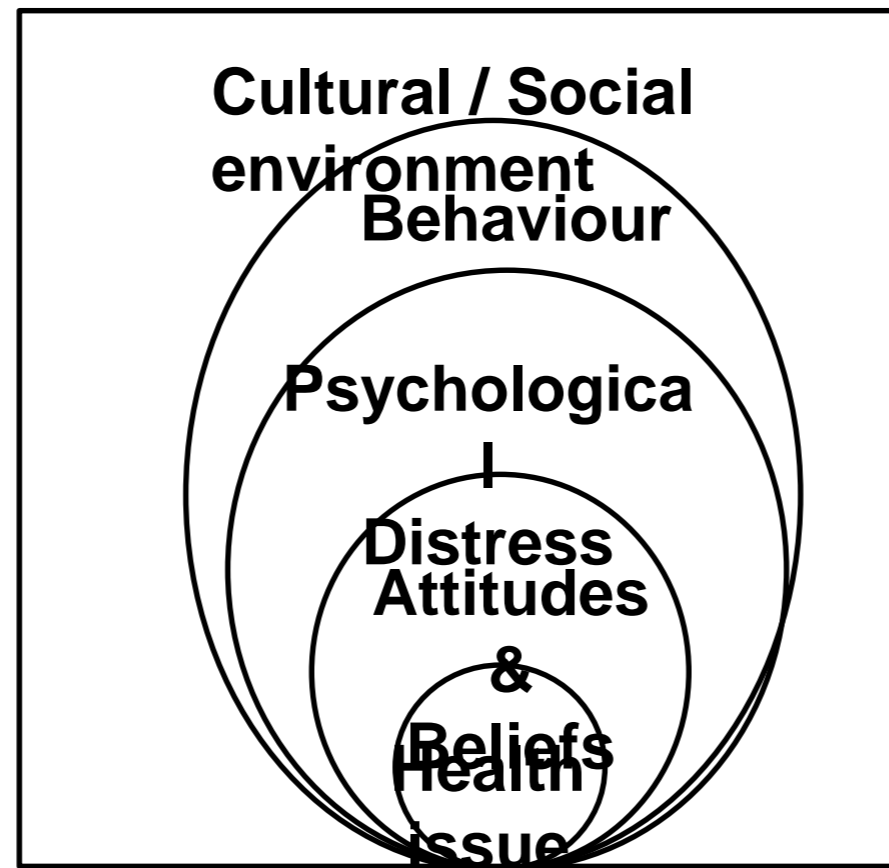 Cultural / Social
environment
Behaviour
Psychologica
l
Distress
Attitudes
&
Beliefs
Health
issue